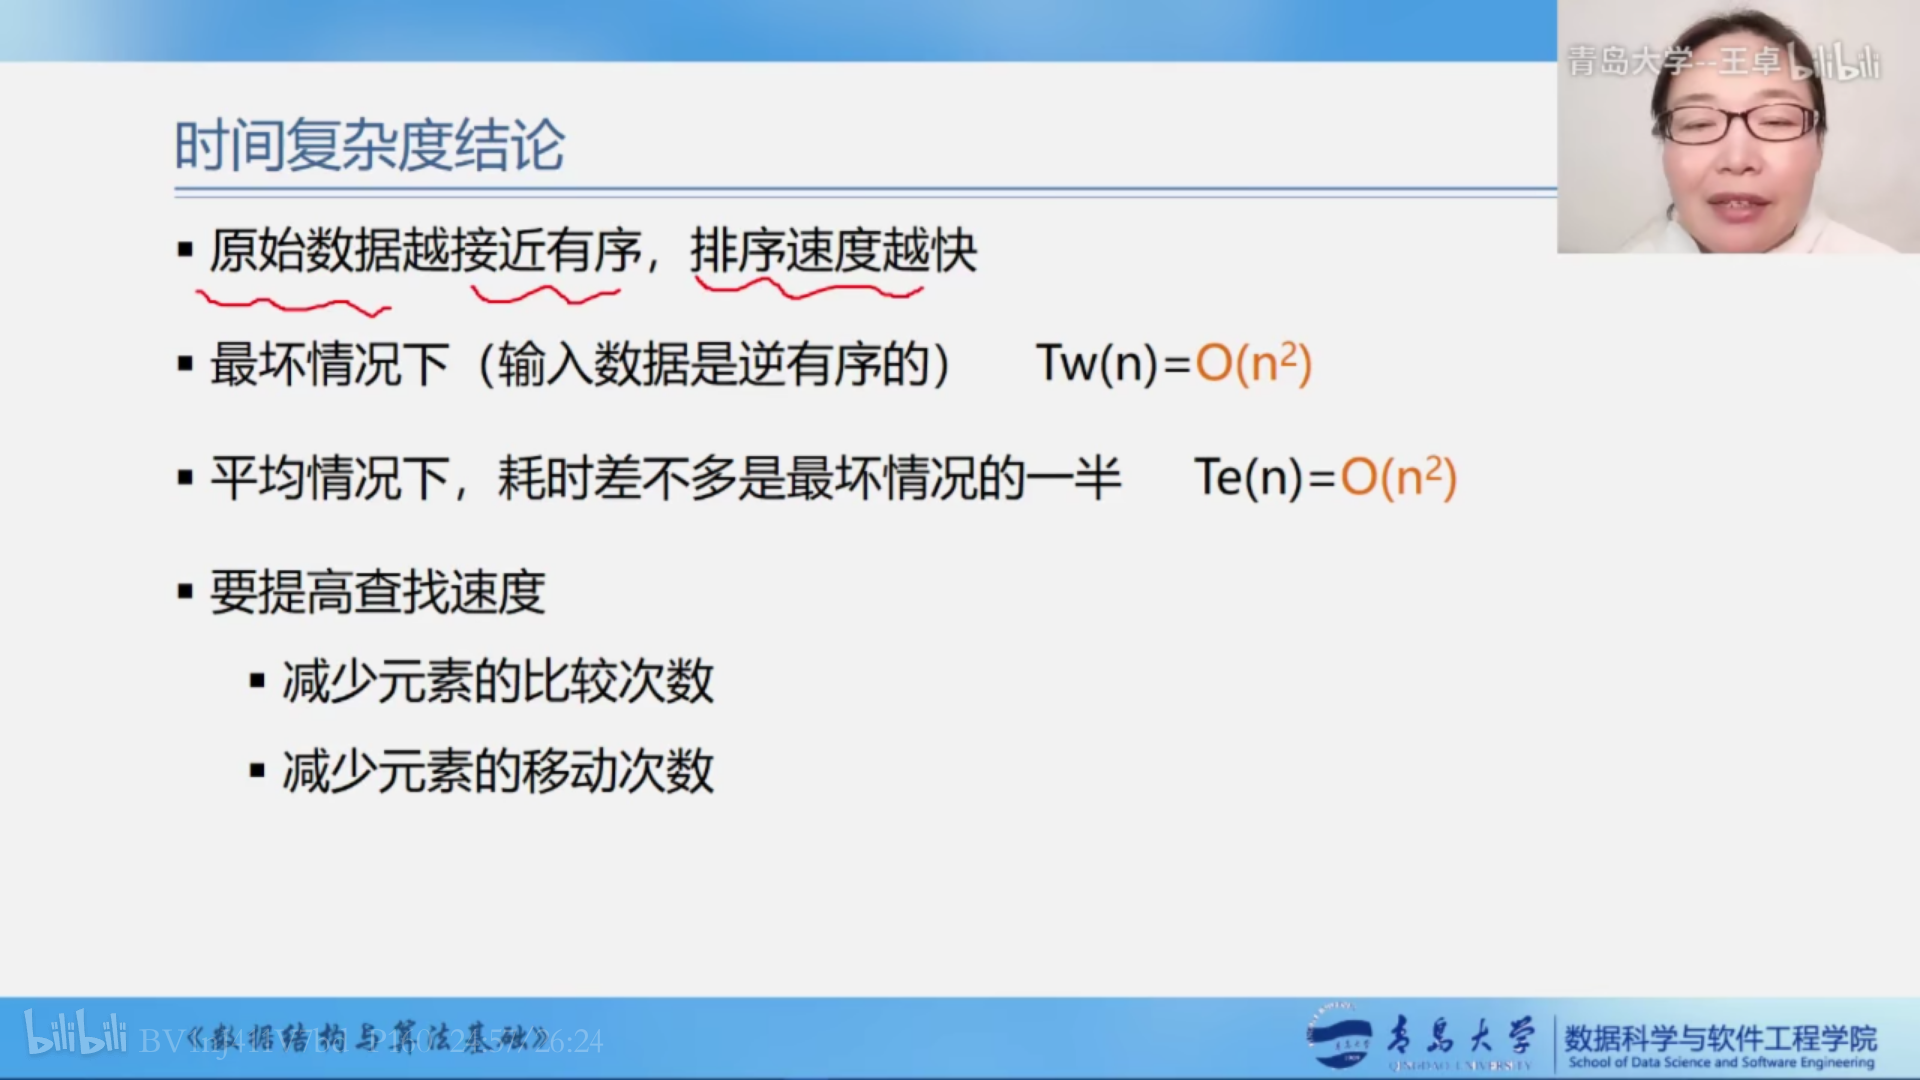 青岛大学--王卓 bilibili
时间复杂度结论
▪ 原始数据越接近有序，排序速度越快
▪ 最坏情况下（输入数据是逆有序的） Tw(n)=O(n²)
▪ 平均情况下，耗时差不多是最坏情况的一半 Te(n)=O(n²)
▪ 要提高查找速度
▪ 减少元素的比较次数
▪ 减少元素的移动次数
bilibili
《数据结构与算法基础》
青岛大学
QINGDAO UNIVERSITY
数据科学与软件工程学院
School of Data Science and Software Engineering